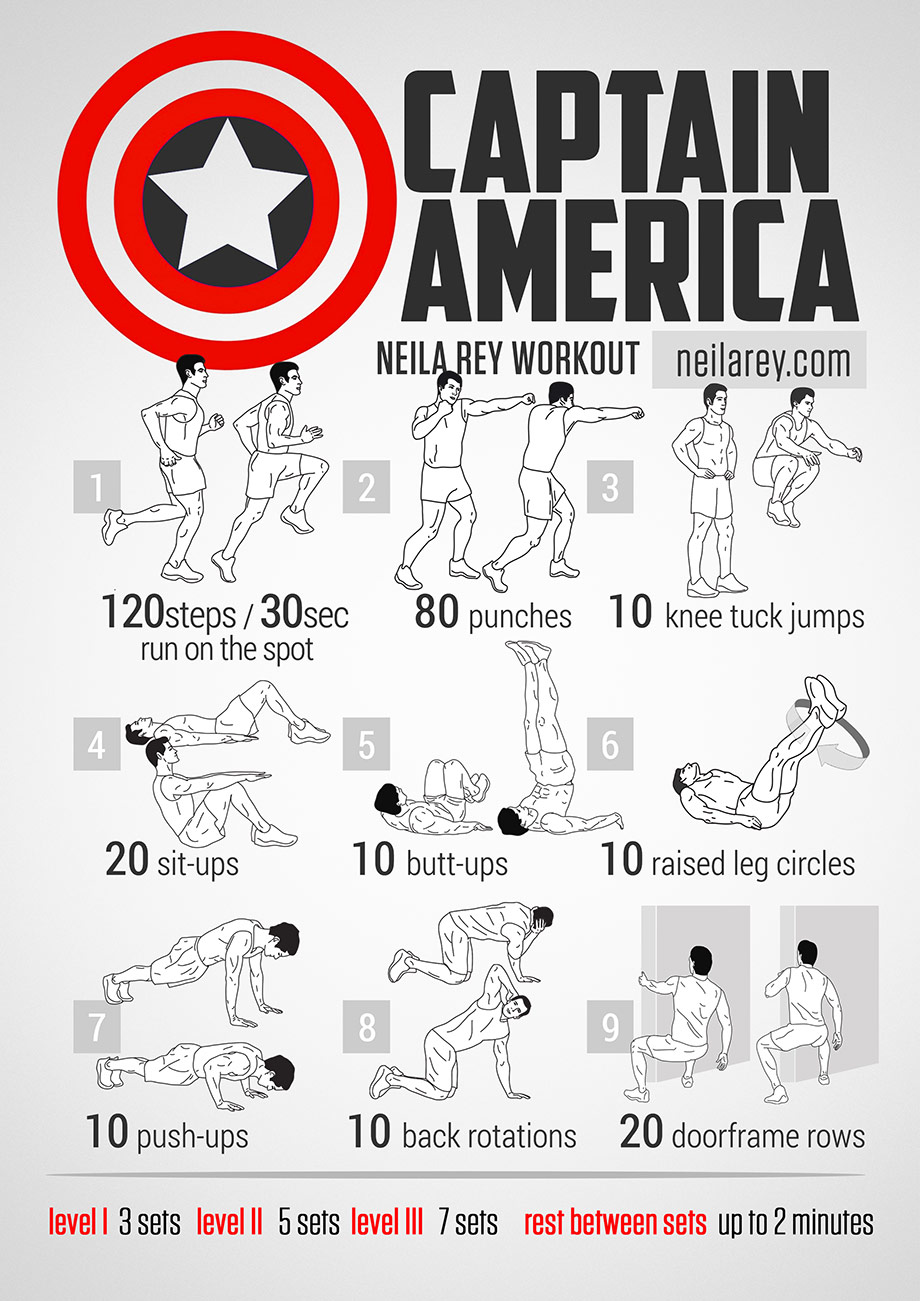 CAPTAIN
AMERICA
NEILA REY WORKOUT neilarey.com
1
120steps / 30sec
run on the spot
2
80 punches
3
10 knee tuck jumps
4
20 sit-ups
5
10 butt-ups
6
10 raised leg circles
7
10 push-ups
8
10 back rotations
9
20 doorframe rows
level I 3 sets level II 5 sets level III 7 sets rest between sets up to 2 minutes